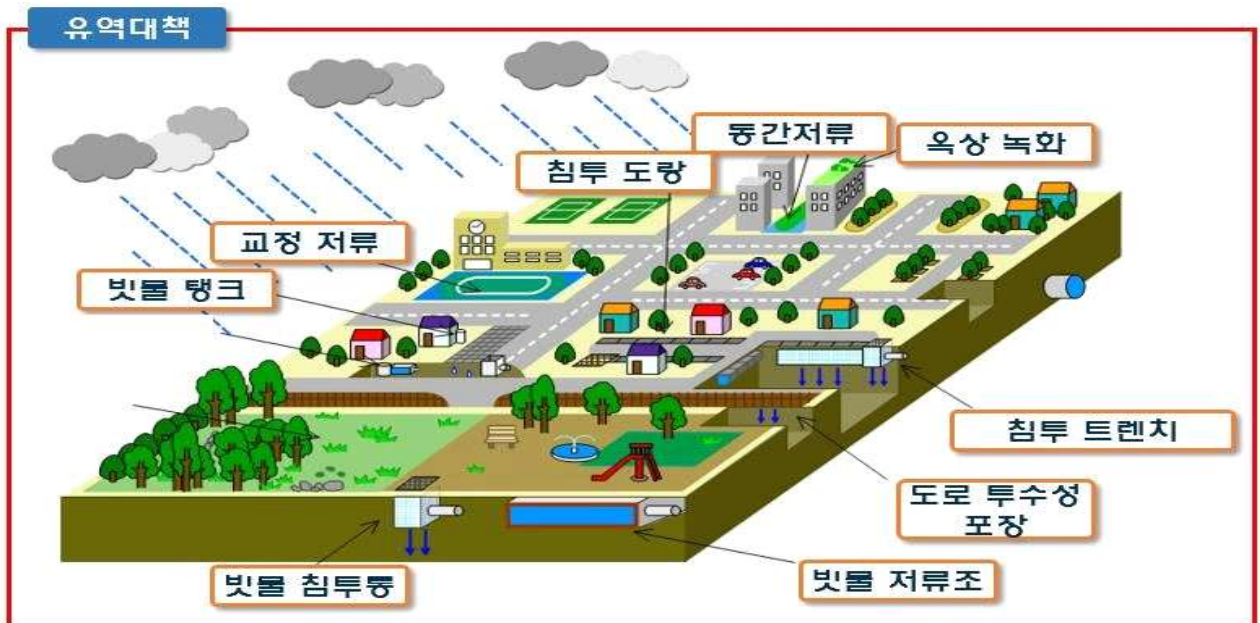 유역대책
동간저류
옥상 녹화
침투 도랑
교정 저류
빗물 탱크
침투 트렌치
도로 투수성
포장
빗물 침투통
빗물 저류조